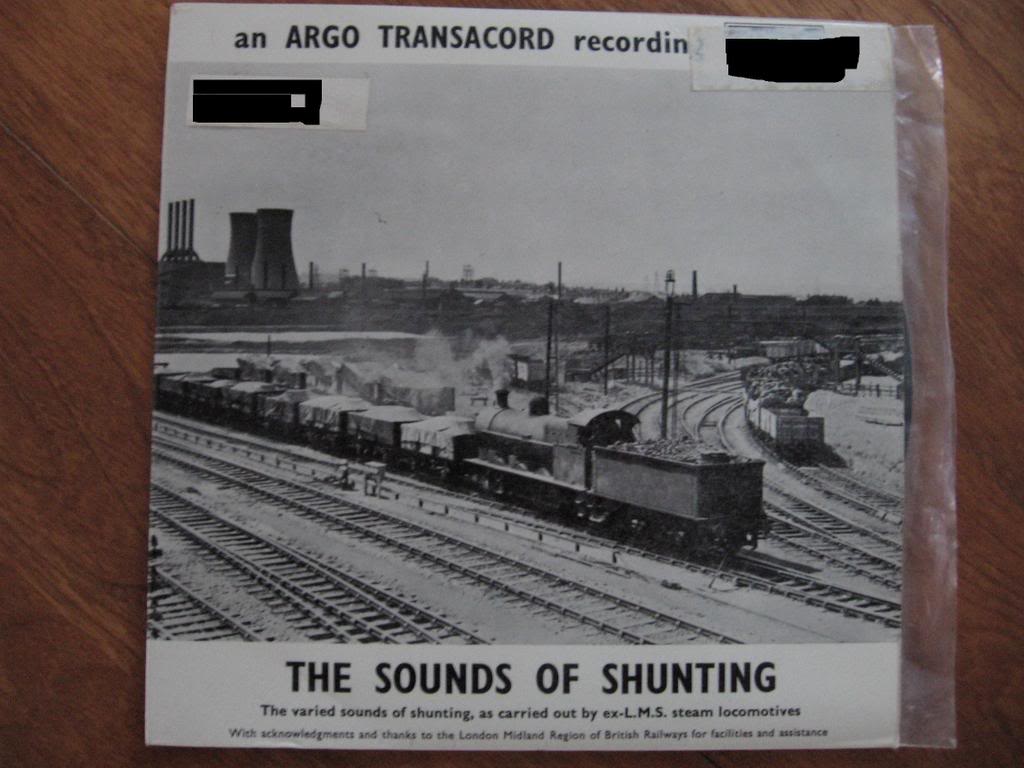 an ARGO TRANSACORD recordin
THE SOUNDS OF SHUNTING
The varied sounds of shunting, as carried out by ex-L.M.S. steam locomotives
With acknowledgments and thanks to the London Midland Region of British Railways for facilities and assistance